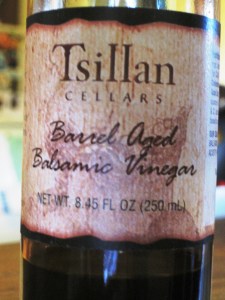 Tsillan
CELLARS
Barrel Aged
Balsamic Vinegar
NET WT. 8.45 FL OZ (250 mL)